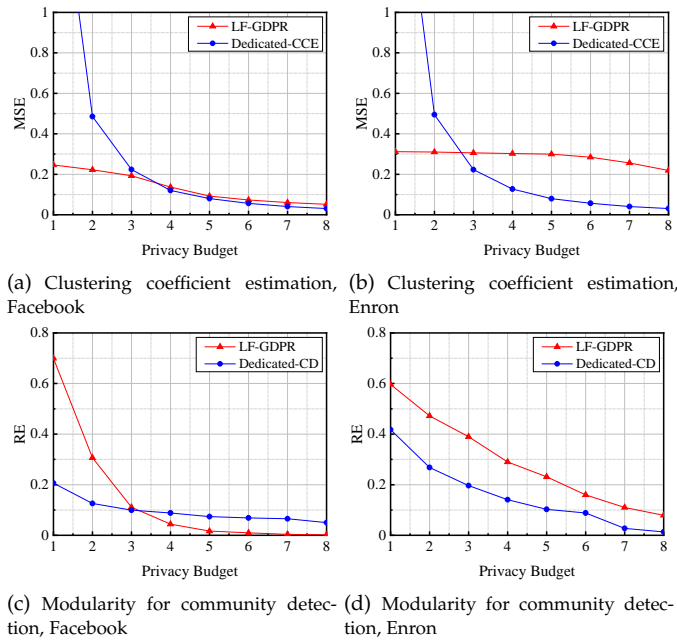 1
0.8
0.6
0.4
0.2
0
MSE
LF-GDPR
Dedicated-CCE
1 2 3 4 5 6 7 8
Privacy Budget
(a) Clustering coefficient estimation,
Facebook
1
0.8
0.6
0.4
0.2
0
MSE
LF-GDPR
Dedicated-CCE
1 2 3 4 5 6 7 8
Privacy Budget
(b) Clustering coefficient estimation,
Enron
0.8
0.6
0.4
0.2
0
RE
LF-GDPR
Dedicated-CD
1 2 3 4 5 6 7 8
Privacy Budget
(c) Modularity for community detec-
tion, Facebook
0.8
0.6
0.4
0.2
0
RE
LF-GDPR
Dedicated-CD
1 2 3 4 5 6 7 8
Privacy Budget
(d) Modularity for community detec-
tion, Enron